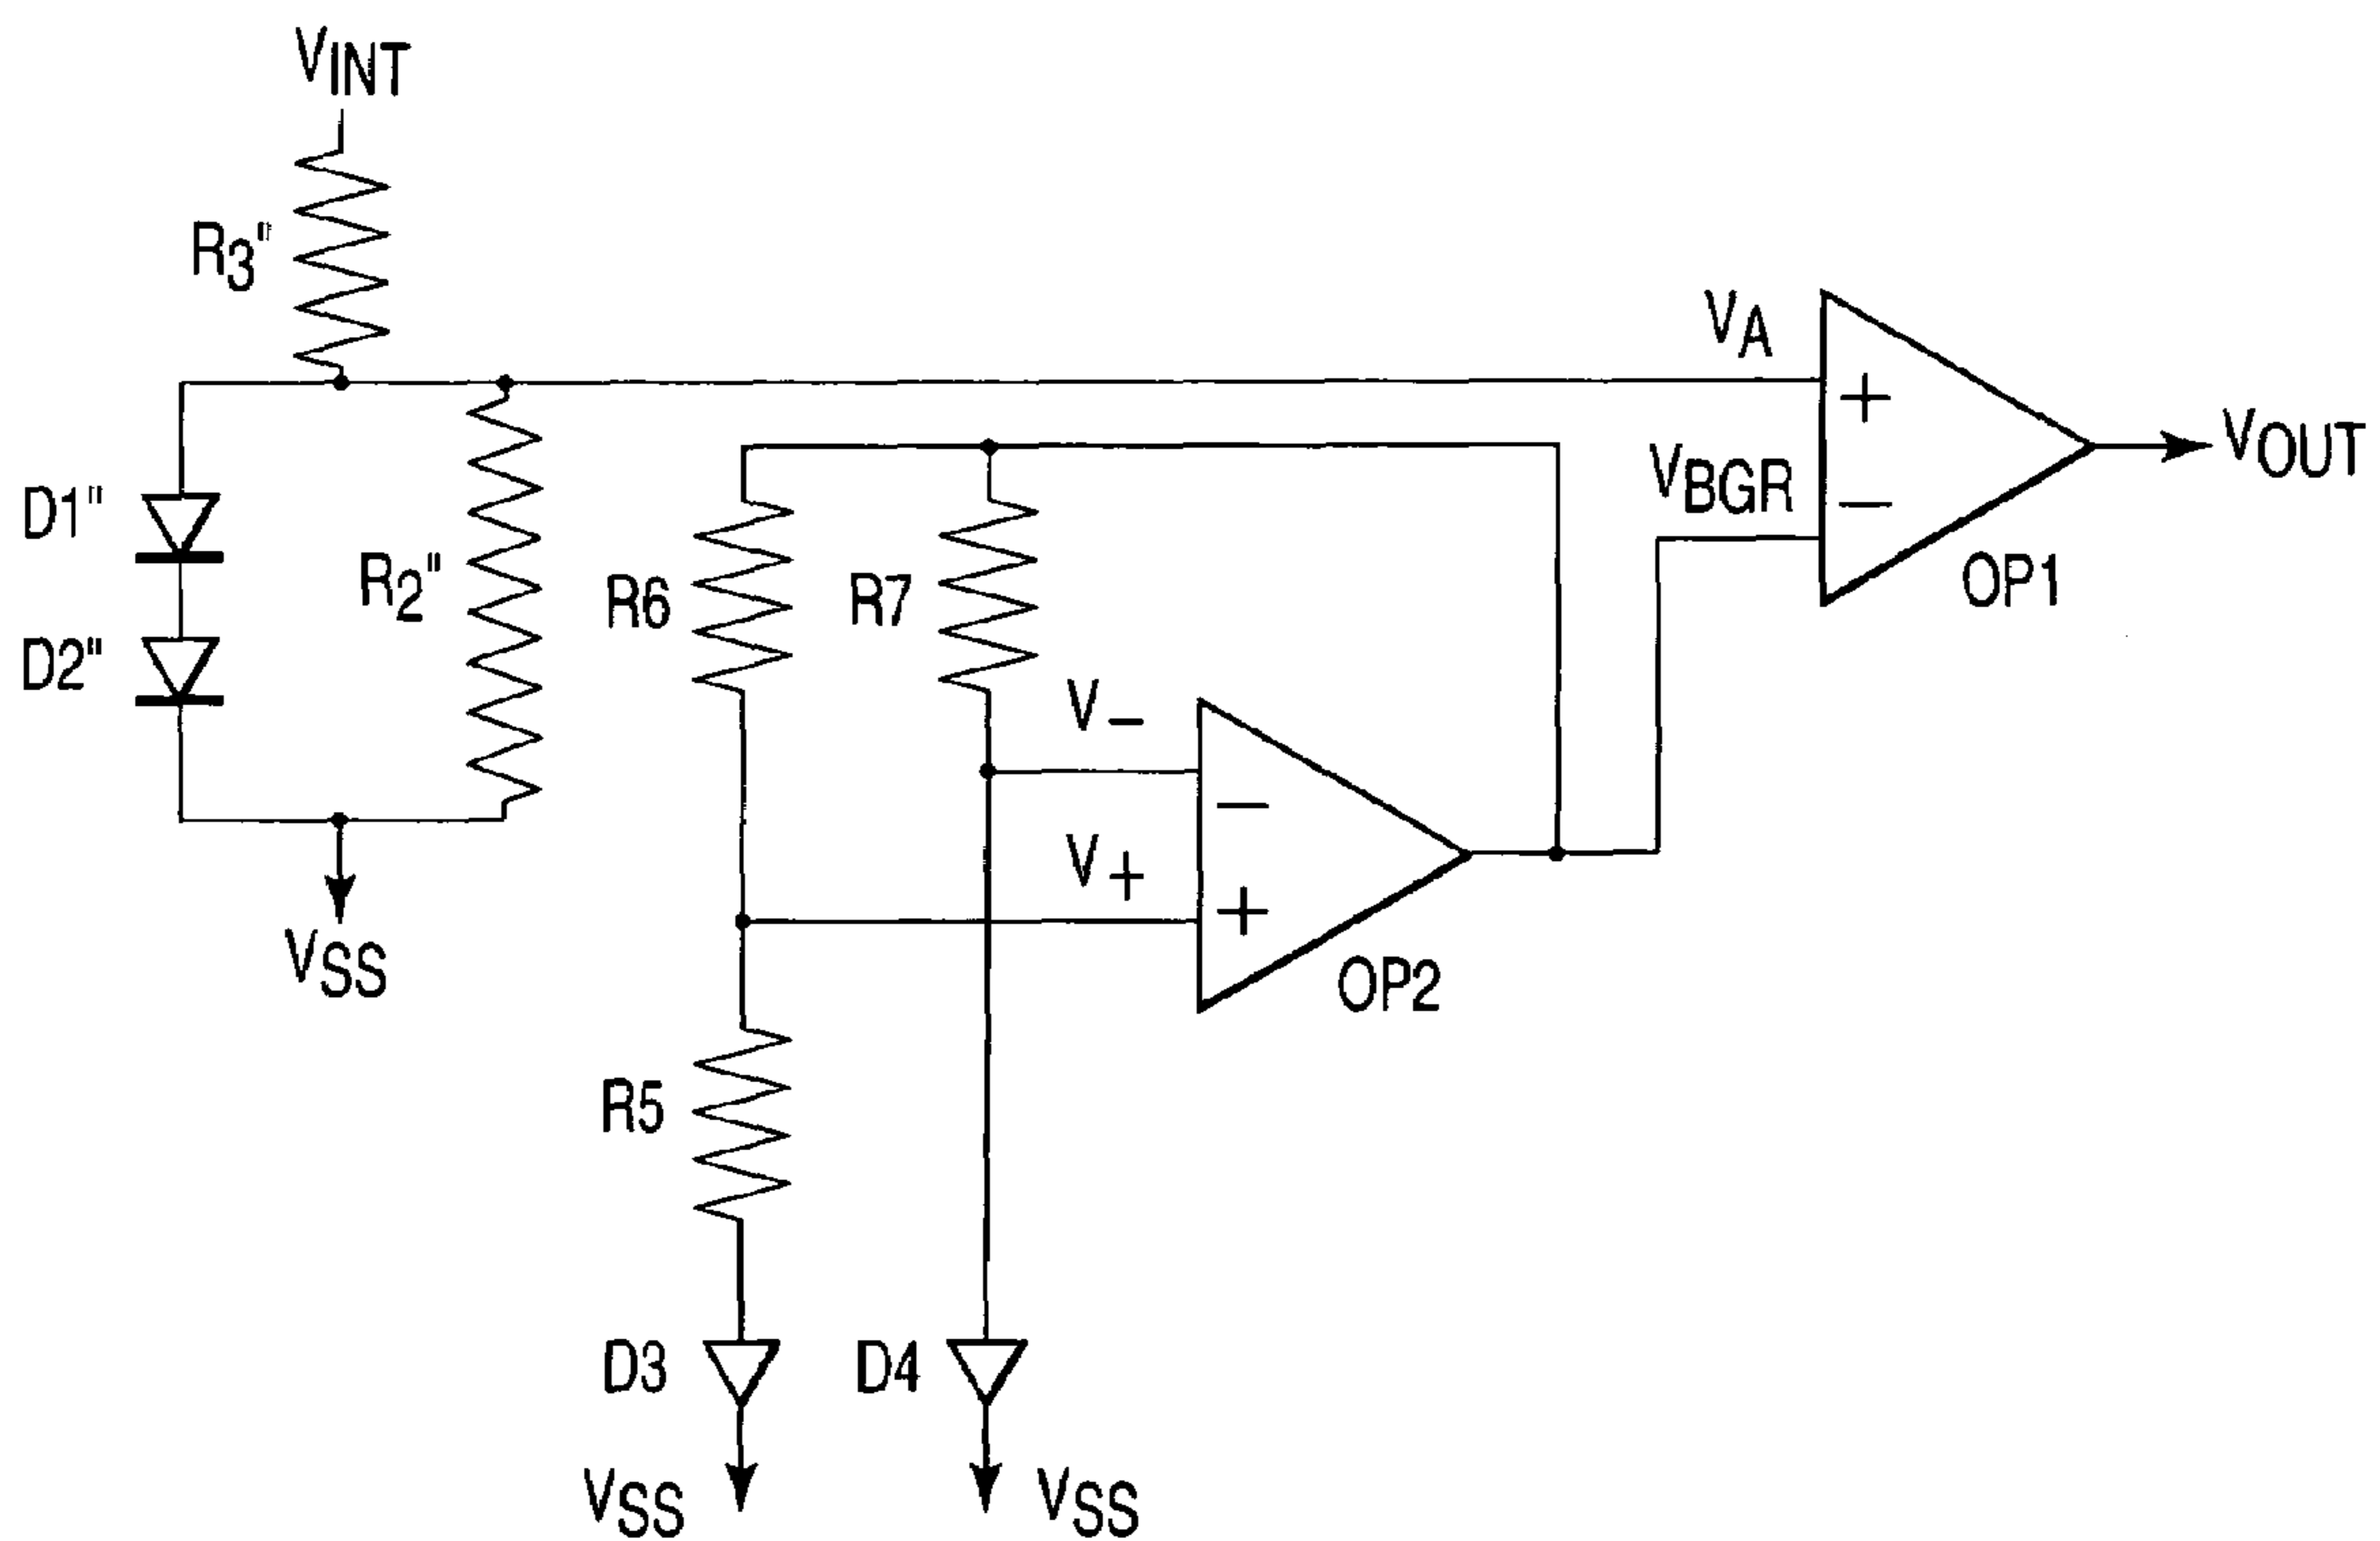 VINT
R3"
VA
+
VBGR
−
VOUT
OP1
D1"
R2"
R6
R7
D2"
V−
−
V+
+
OP2
VSS
R5
D3
D4
VSS
VSS